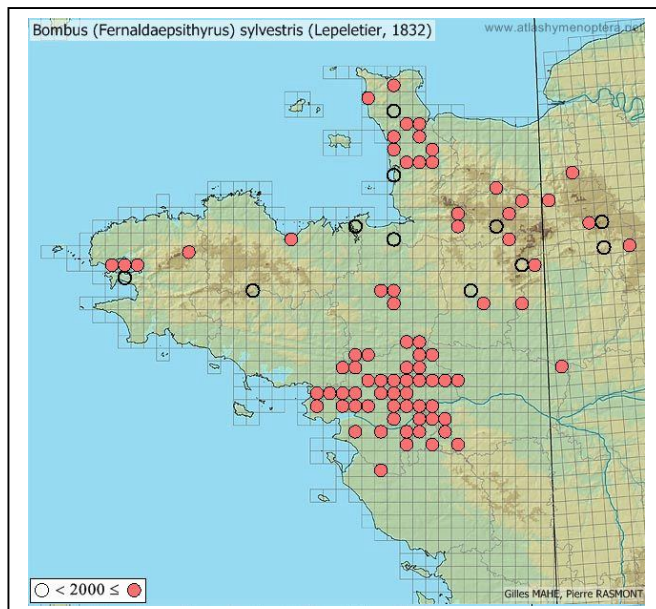 Bombus (Fernaldaepsithyrus) sylvestris (Lepeletier, 1832)
www.atlashymenoptera.net
< 2000 ≤
Gilles MAHE, Pierre RASMONT